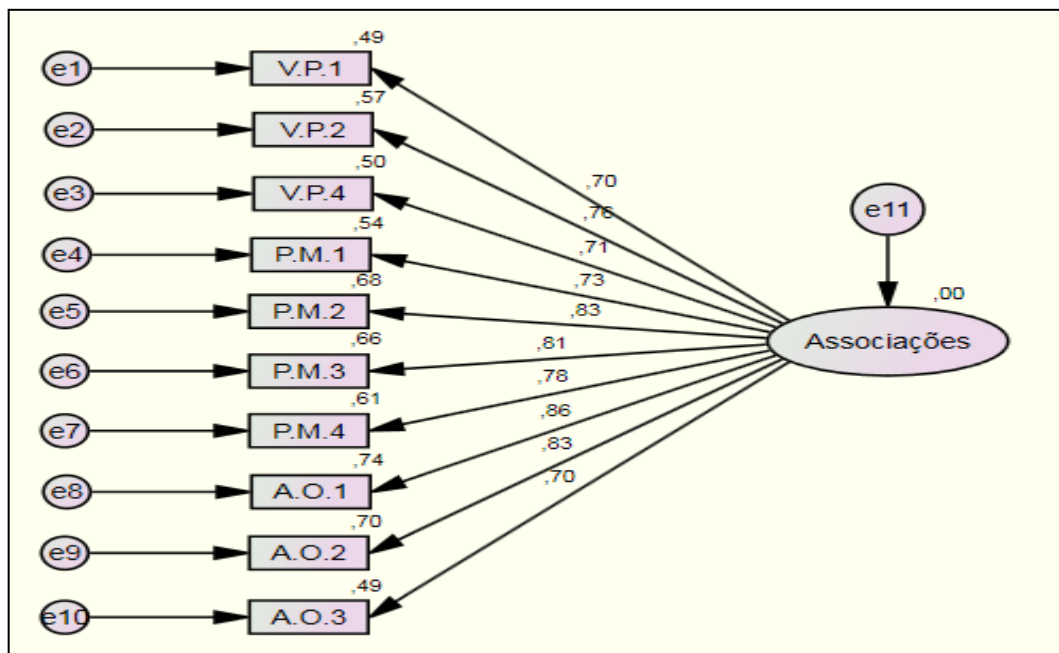 ,49
e1
V.P.1
,57
e2
V.P.2
,50
e3
V.P.4
,54
e4
P.M.1
,68
e5
P.M.2
,66
e6
P.M.3
,61
e7
P.M.4
,74
e8
A.O.1
,70
e9
A.O.2
,49
e10
A.O.3
,70
,76
,71
,73
,83
,81
,78
,86
,83
,70
e11
,00
Associações